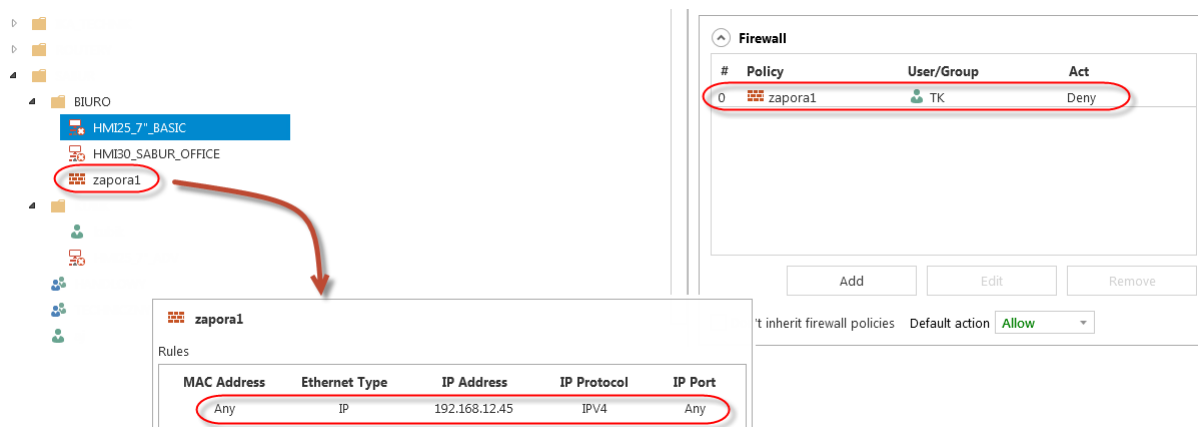 BIURO
HMI25_7"_BASIC
HMI30_SABUR_OFFICE
zapora1
Firewall
# Policy User/Group Act
0 zapora1 TK Deny
Add Edit Remove
't inherit firewall policies Default action Allow
zapora1
Rules
MAC Address Ethernet Type IP Address IP Protocol IP Port
Any IP 192.168.12.45 IPV4 Any